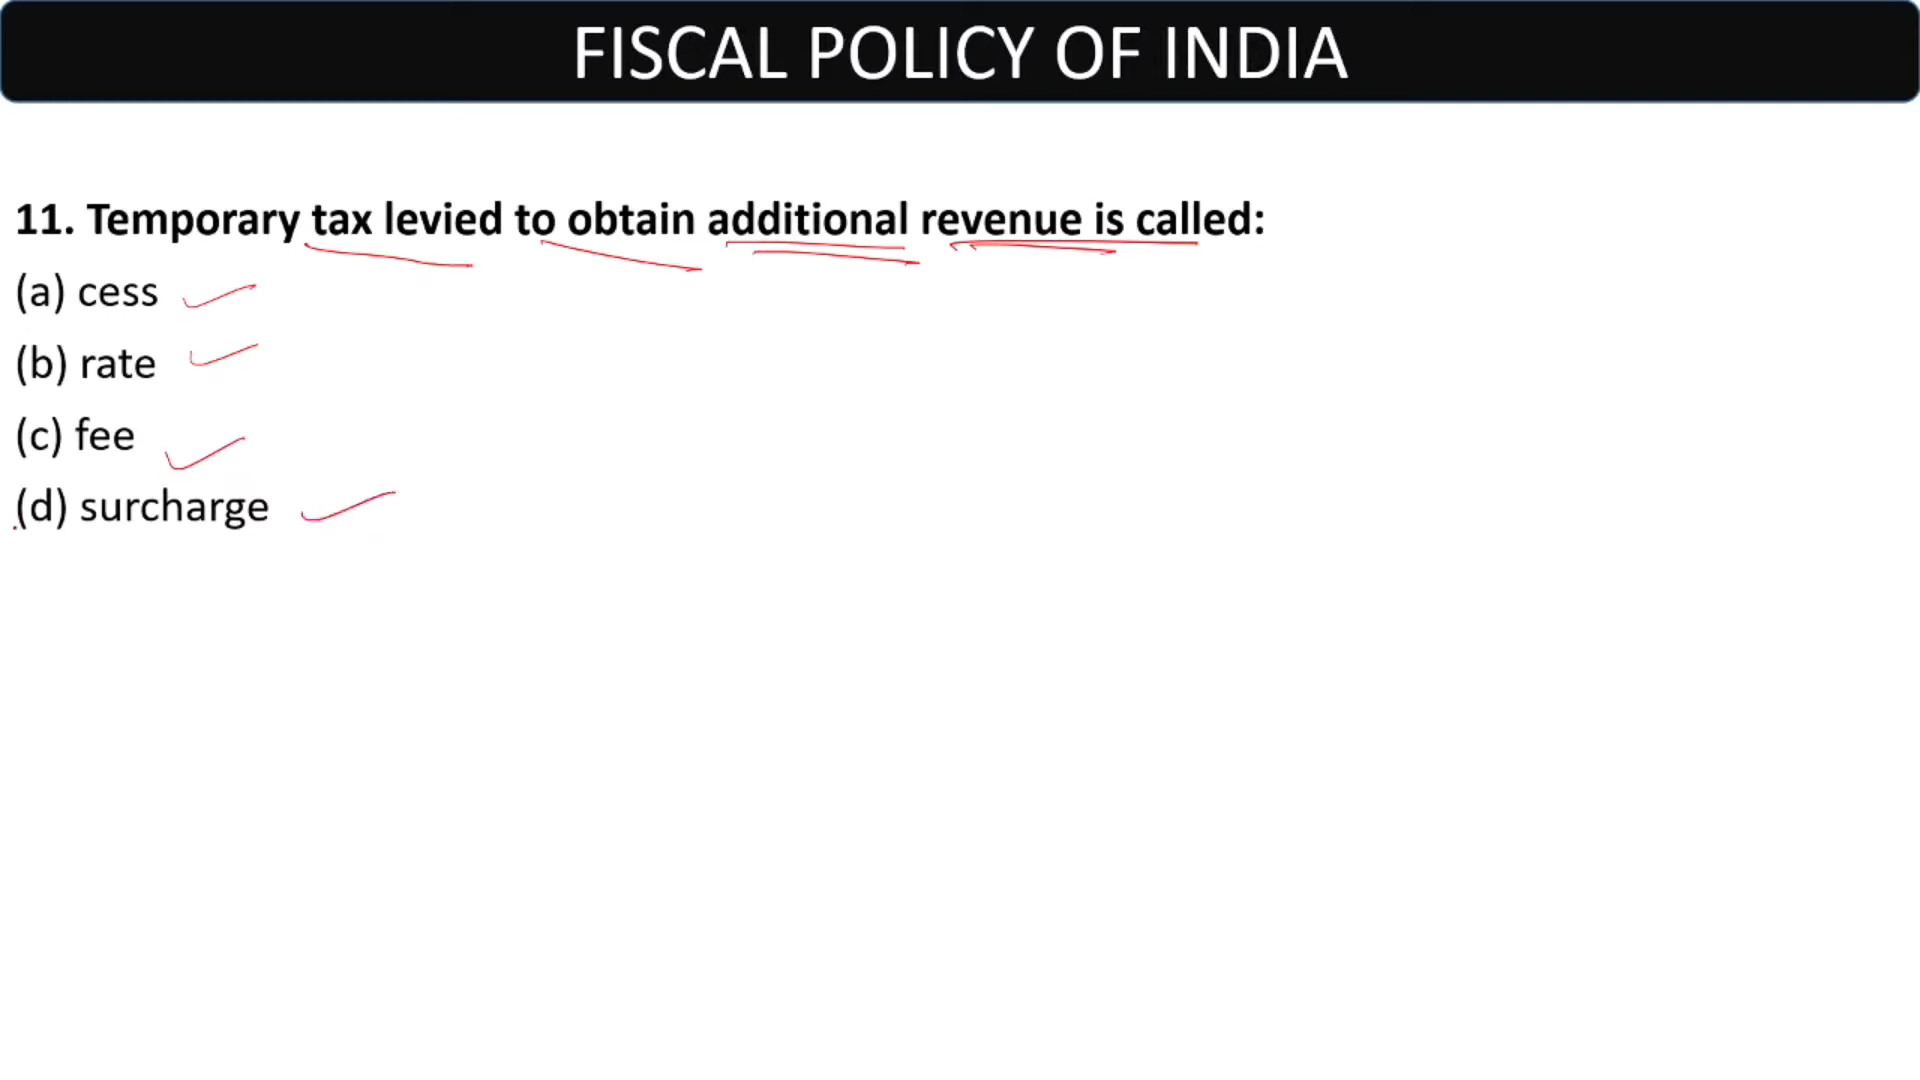 FISCAL POLICY OF INDIA
11. Temporary tax levied to obtain additional revenue is called:
(a) cess
(b) rate
(c) fee
(d) surcharge